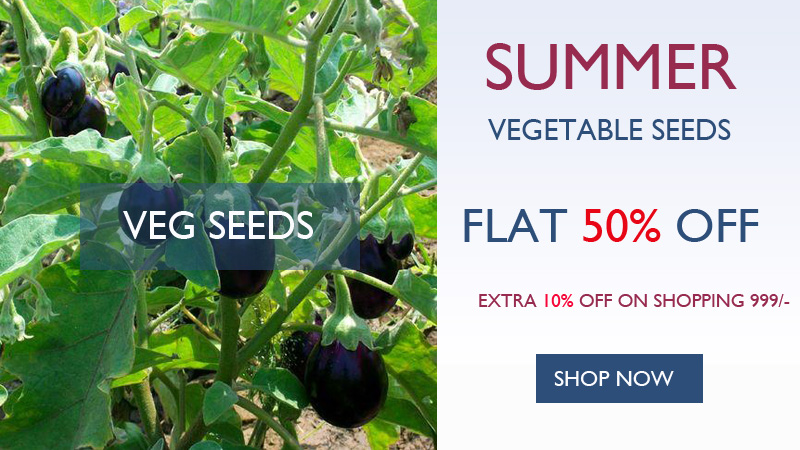 VEG SEEDS
SUMMER
VEGETABLE SEEDS
FLAT 50% OFF
EXTRA 10% OFF ON SHOPPING 999/-
SHOP NOW